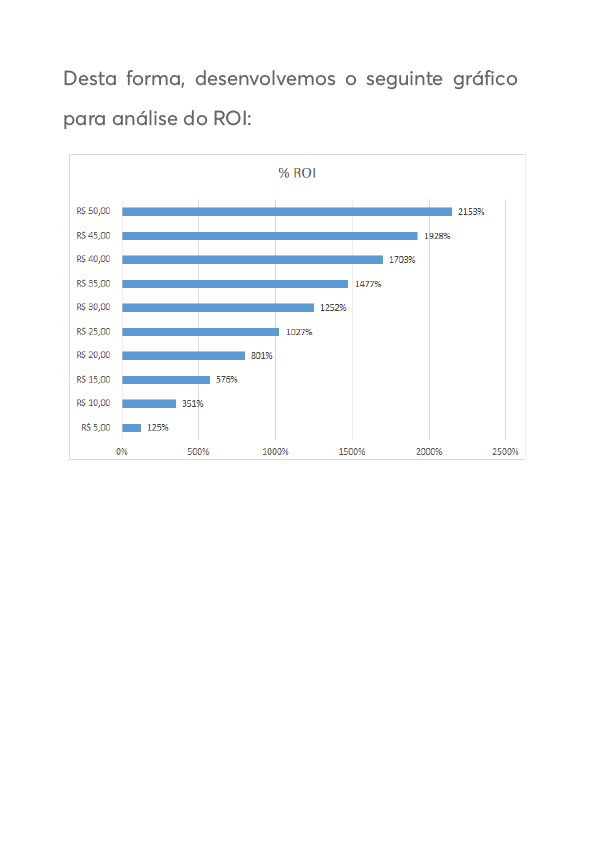 Desta forma, desenvolvemos o seguinte gráfico
para análise do ROI:
% ROI
R$ 50,00 2153%
R$ 45,00 1928%
R$ 40,00 1703%
R$ 35,00 1477%
R$ 30,00 1252%
R$ 25,00 1027%
R$ 20,00 801%
R$ 15,00 576%
R$ 10,00 351%
R$ 5,00 125%
0% 500% 1000% 1500% 2000% 2500%